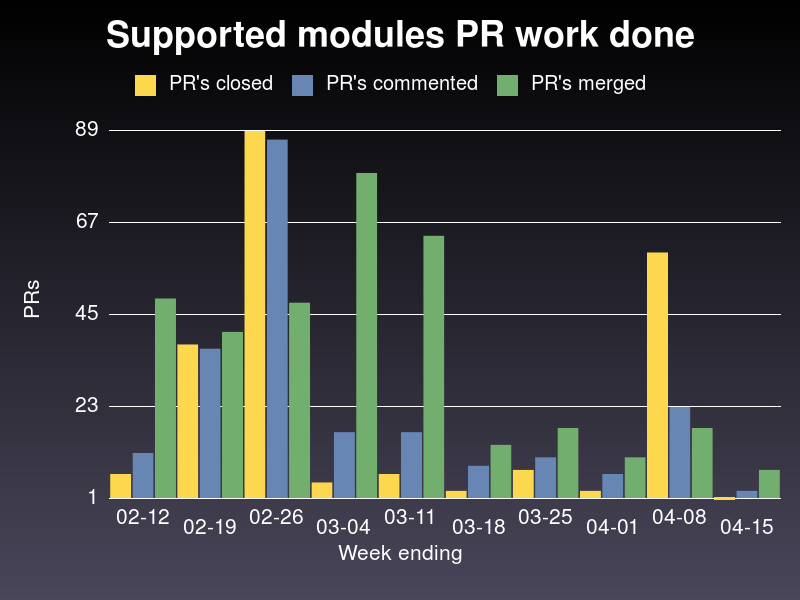 Supported modules PR work done
PR's closed PR's commented PR's merged
89
67
45
23
1
PRs
02-12 02-19 02-26 03-04 03-11 03-18 03-25 04-01 04-08 04-15
Week ending